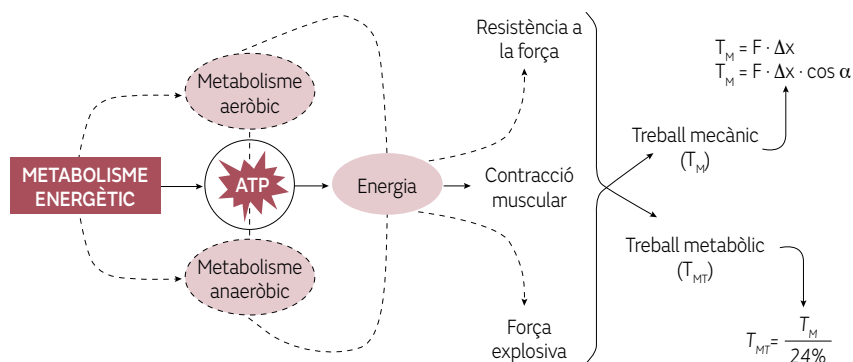 Metabolisme
aeròbic
METABOLISME
ENERGÈTIC
ATP
Metabolisme
anaeròbic
Energia
Resistència a
la força
Contracció
muscular
Força
explosiva
Treball mecànic
(T_M)
T_M = F · Δx
T_M = F · Δx · cos α
Treball metabòlic
(T_MT)
T_MT = T_M / 24%